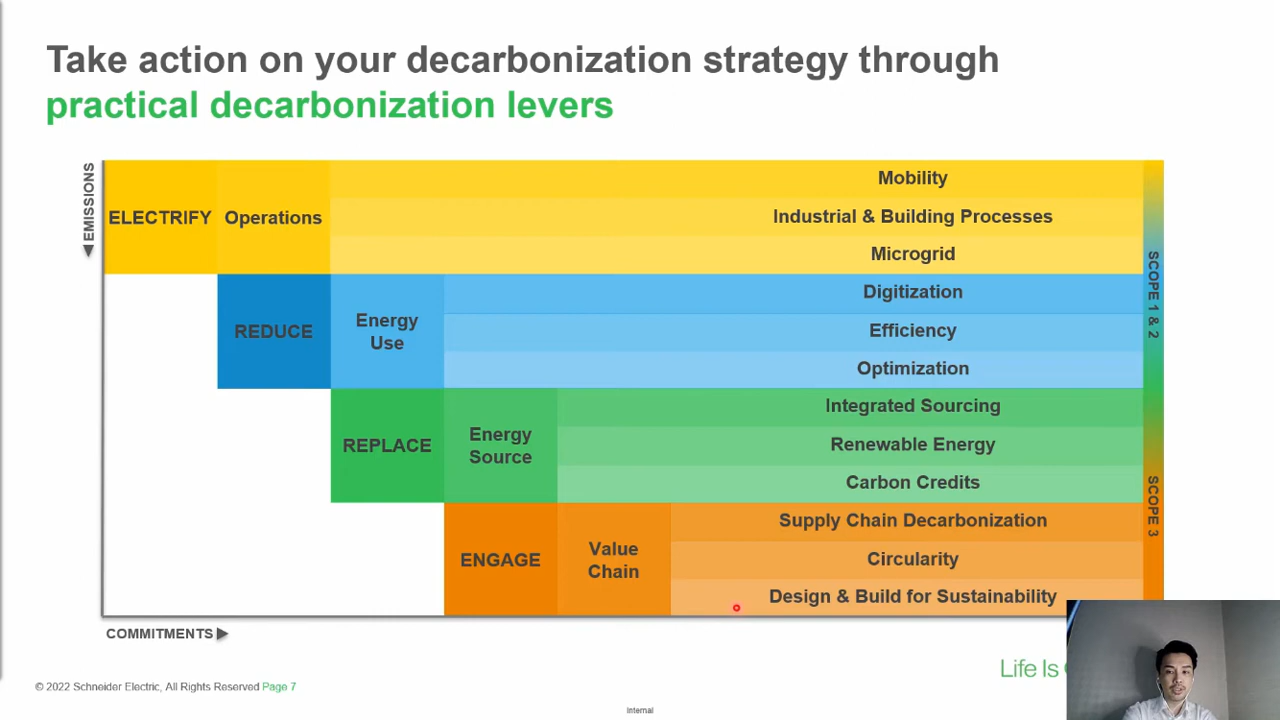 Take action on your decarbonization strategy through
practical decarbonization levers
EMISSIONS
ELECTRIFY
Operations
Mobility
Industrial & Building Processes
Microgrid
REDUCE
Energy
Use
Digitization
Efficiency
Optimization
REPLACE
Energy
Source
Integrated Sourcing
Renewable Energy
Carbon Credits
ENGAGE
Value
Chain
Supply Chain Decarbonization
Circularity
Design & Build for Sustainability
SCOPE 1 & 2
SCOPE 3
COMMITMENTS
Life Is
© 2022 Schneider Electric, All Rights Reserved Page 7
Internal